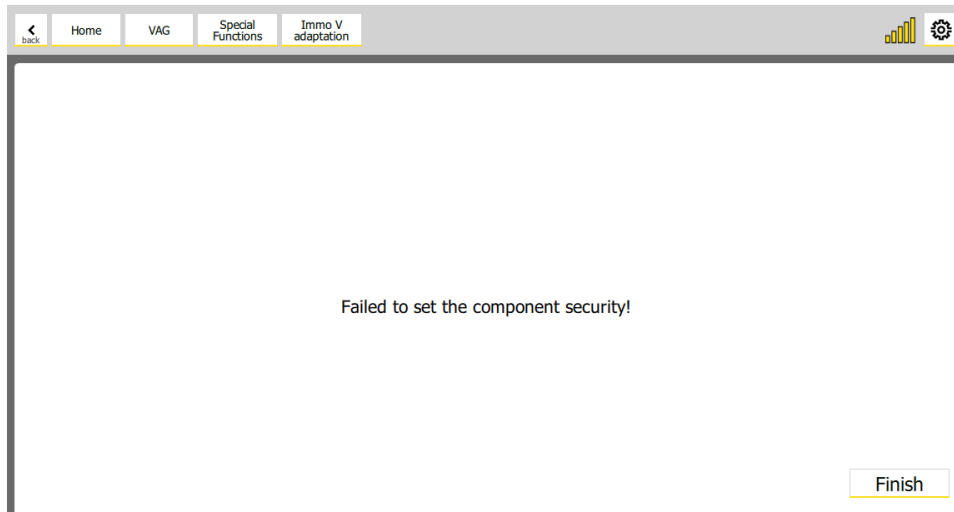 back
Home
VAG
Special
Functions
Immo V
adaptation
Failed to set the component security!
Finish